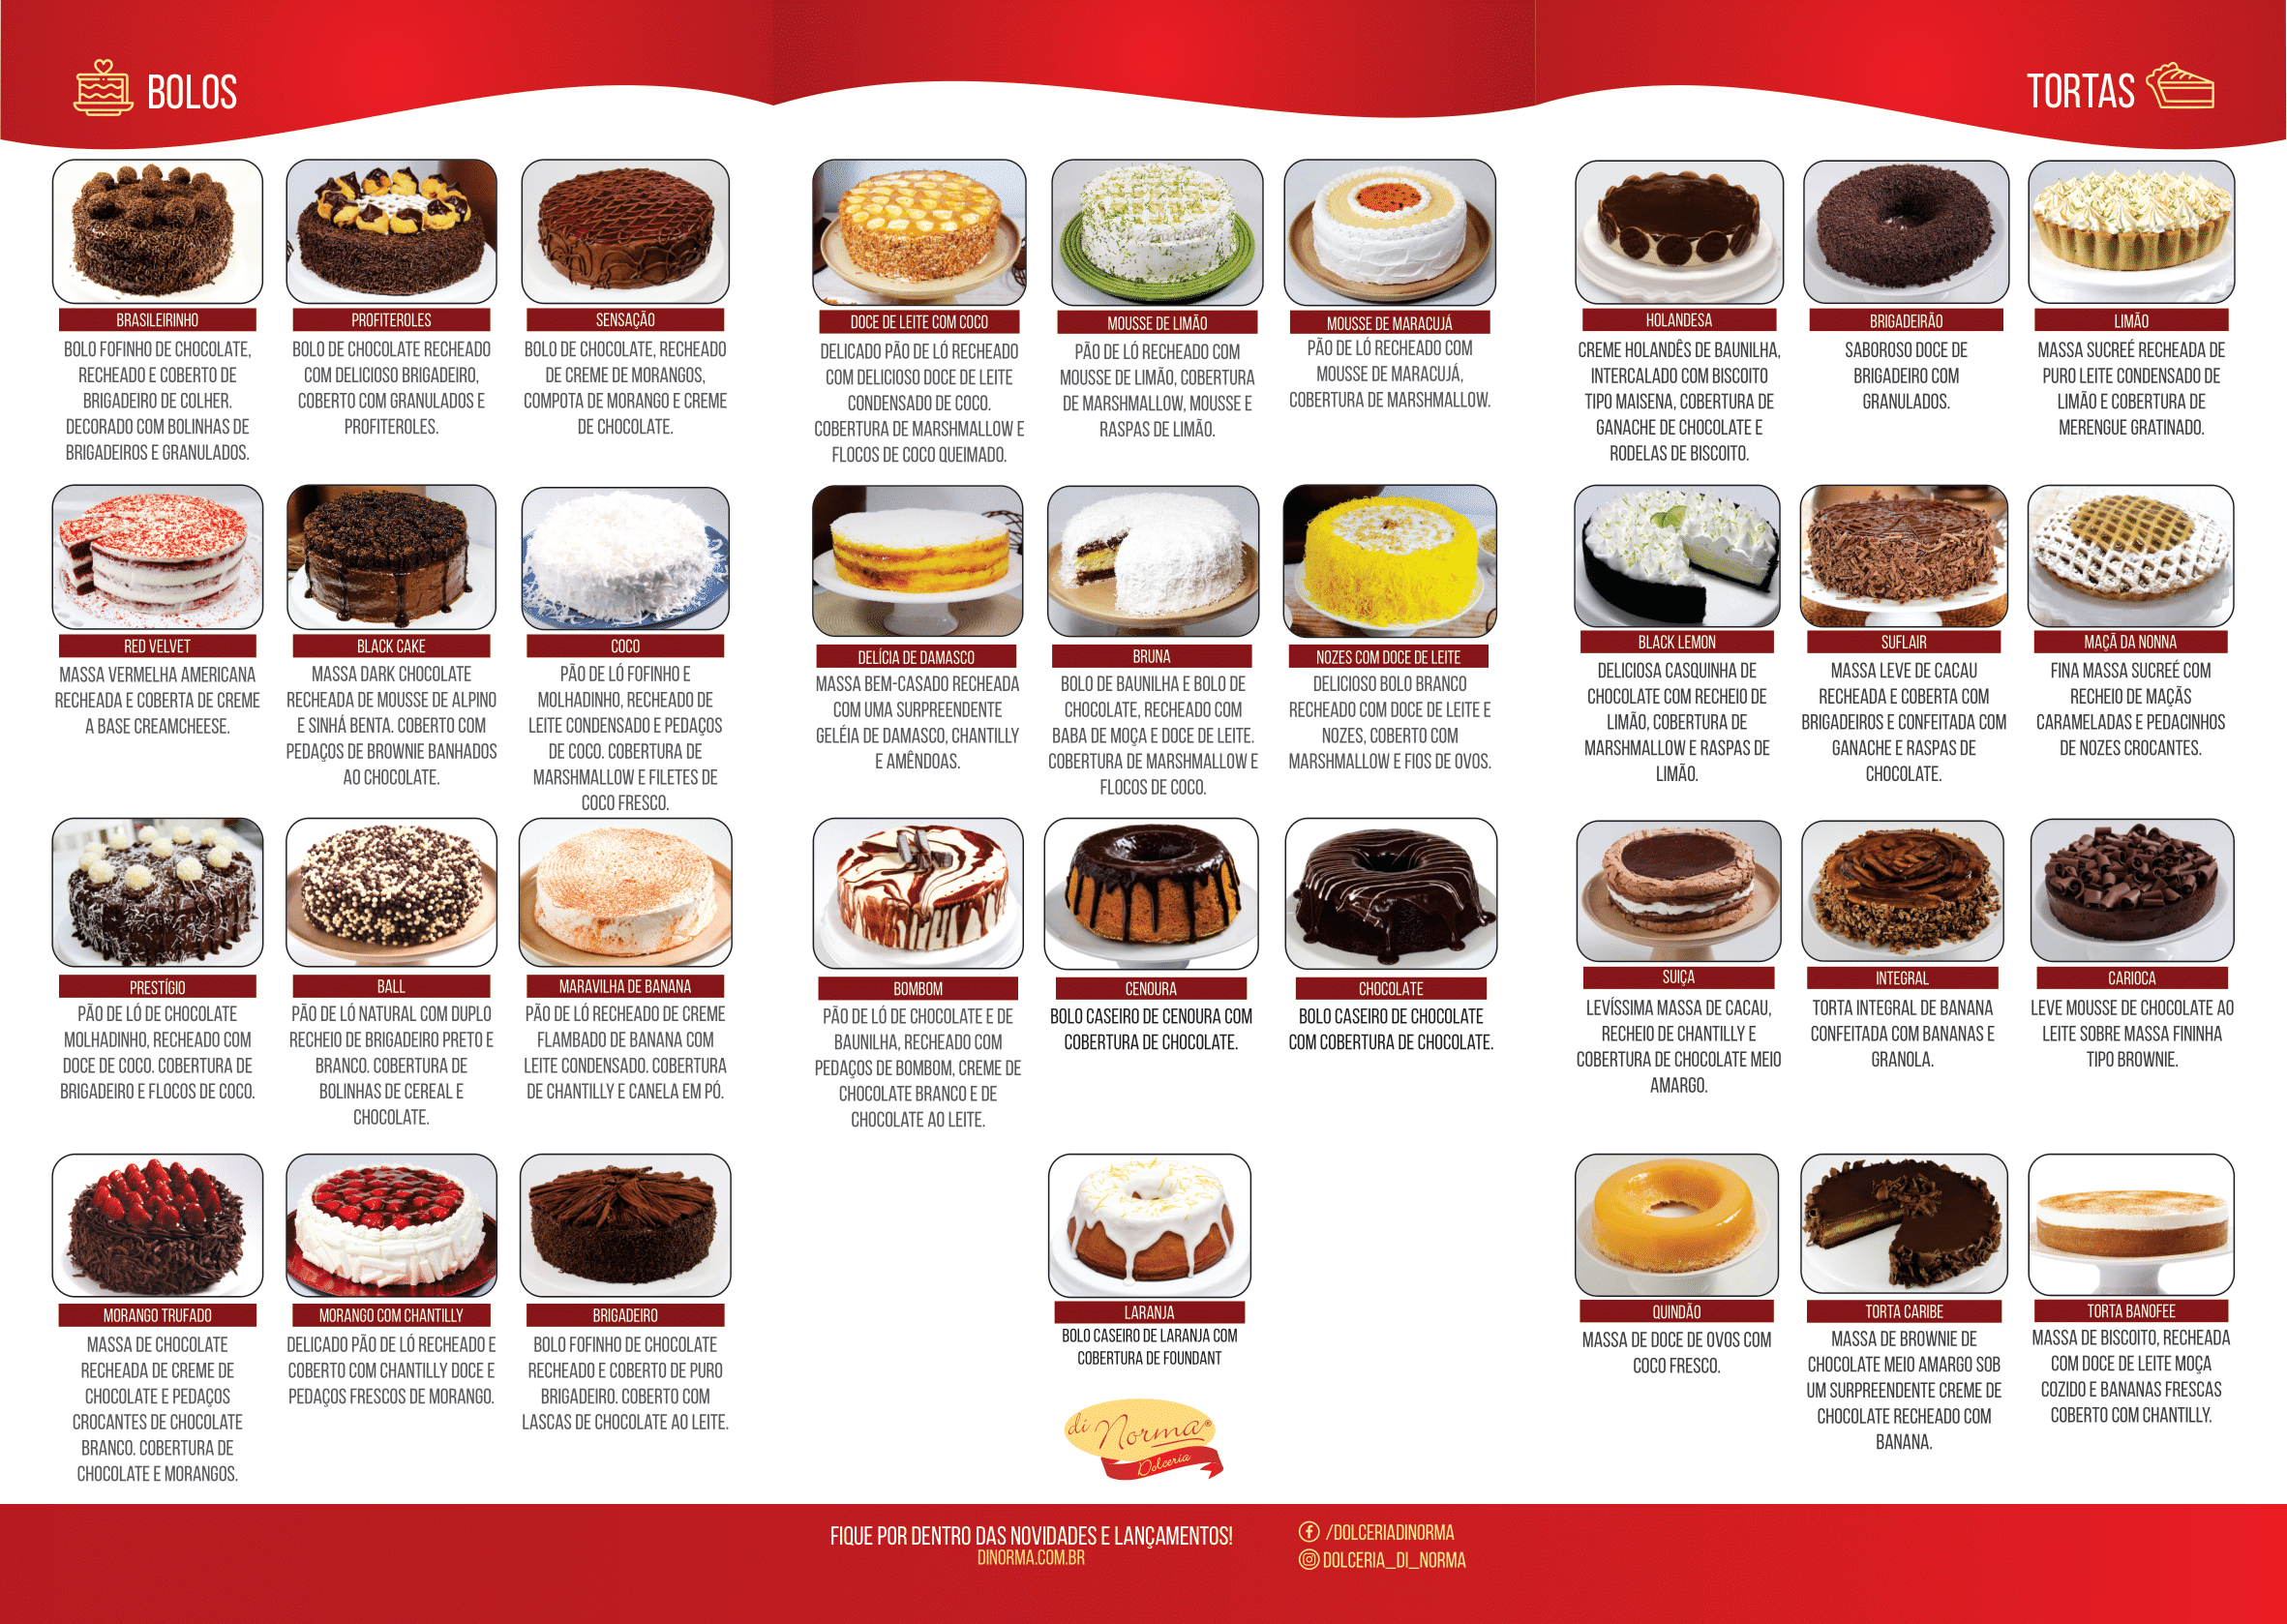 BOLOS
TORTAS
BRASILEIRINHO
BOLO FOFINHO DE CHOCOLATE,
RECHEADO E COBERTO DE
BRIGADEIRO DE COLHER.
DECORADO COM BOLINHAS DE
BRIGADEIROS E GRANULADOS.
PROFITEROLES
BOLO DE CHOCOLATE RECHEADO
COM DELICIOSO BRIGADEIRO,
COBERTO COM GRANULADOS E
PROFITEROLES.
SENSAÇÃO
BOLO DE CHOCOLATE, RECHEADO
DE CREME DE MORANGOS,
COMPOTA DE MORANGO E CREME
DE CHOCOLATE.
DOCE DE LEITE COM COCO
DELICADO PÃO DE LÓ RECHEADO
COM DELICIOSO DOCE DE LEITE
CONDENSADO DE COCO.
COBERTURA DE MARSHMALLOW E
FLOCOS DE COCO QUEIMADO.
MOUSSE DE LIMÃO
PÃO DE LÓ RECHEADO COM
MOUSSE DE LIMÃO, COBERTURA
DE MARSHMALLOW, MOUSSE E
RASPAS DE LIMÃO.
MOUSSE DE MARACUJÁ
PÃO DE LÓ RECHEADO COM
MOUSSE DE MARACUJÁ,
COBERTURA DE MARSHMALLOW.
HOLANDESA
CREME HOLANDÊS DE BAUNILHA,
INTERCALADO COM BISCOITO
TIPO MAISENA, COBERTURA DE
GANACHE DE CHOCOLATE E
RODELAS DE BISCOITO.
BRIGADEIRÃO
SABOROSO DOCE DE
BRIGADEIRO COM
GRANULADOS.
LIMÃO
MASSA SUCREÉ RECHEADA DE
PURO LEITE CONDENSADO DE
LIMÃO E COBERTURA DE
MERENGUE GRATINADO.
RED VELVET
MASSA VERMELHA AMERICANA
RECHEADA E COBERTA DE CREME
A BASE CREAMCHEESE.
BLACK CAKE
MASSA DARK CHOCOLATE
RECHEADA DE MOUSSE DE ALPINO
E SINHÁ BENTA. COBERTO COM
PEDAÇOS DE BROWNIE BANHADOS
AO CHOCOLATE.
COCO
PÃO DE LÓ FOFINHO E
MOLHADINHO, RECHEADO DE
LEITE CONDENSADO E PEDAÇOS
DE COCO. COBERTURA DE
MARSHMALLOW E FILETES DE
COCO FRESCO.
DELÍCIA DE DAMASCO
MASSA BEM-CASADO RECHEADA
COM UMA SURPREENDENTE
GELÉIA DE DAMASCO, CHANTILLY
E AMÊNDOAS.
BRUNA
BOLO DE BAUNILHA E BOLO DE
CHOCOLATE, RECHEADO COM
BABA DE MOÇA E DOCE DE LEITE.
COBERTURA DE MARSHMALLOW E
FLOCOS DE COCO.
NOZES COM DOCE DE LEITE
DELICIOSO BOLO BRANCO
RECHEADO COM DOCE DE LEITE E
NOZES, COBERTO COM
MARSHMALLOW E FIOS DE OVOS.
BLACK LEMON
DELICIOSA CASQUINHA DE
CHOCOLATE COM RECHEIO DE
LIMÃO, COBERTURA DE
MARSHMALLOW E RASPAS DE
LIMÃO.
SUFLAIR
MASSA LEVE DE CACAU
RECHEADA E COBERTA COM
BRIGADEIROS E CONFEITADA COM
GANACHE E RASPAS DE
CHOCOLATE.
MAÇÃ DA NONNA
FINA MASSA SUCREÉ COM
RECHEIO DE MAÇÃS
CARAMELADAS E PEDACINHOS
DE NOZES CROCANTES.
PRESTÍGIO
PÃO DE LÓ DE CHOCOLATE
MOLHADINHO, RECHEADO COM
DOCE DE COCO. COBERTURA DE
BRIGADEIRO E FLOCOS DE COCO.
BALL
PÃO DE LÓ NATURAL COM DUPLO
RECHEIO DE BRIGADEIRO PRETO E
BRANCO. COBERTURA DE
BOLINHAS DE CEREAL E
CHOCOLATE.
MARAVILHA DE BANANA
PÃO DE LÓ RECHEADO DE CREME
FLAMBADO DE BANANA COM
LEITE CONDENSADO. COBERTURA
DE CHANTILLY E CANELA EM PÓ.
BOMBOM
PÃO DE LÓ DE CHOCOLATE E DE
BAUNILHA, RECHEADO COM
PEDAÇOS DE BOMBOM, CREME DE
CHOCOLATE BRANCO E DE
CHOCOLATE AO LEITE.
CENOURA
BOLO CASEIRO DE CENOURA COM
COBERTURA DE CHOCOLATE.
CHOCOLATE
BOLO CASEIRO DE CHOCOLATE
COM COBERTURA DE CHOCOLATE.
SUIÇA
LEVÍSSIMA MASSA DE CACAU,
RECHEIO DE CHANTILLY E
COBERTURA DE CHOCOLATE MEIO
AMARGO.
INTEGRAL
TORTA INTEGRAL DE BANANA
CONFEITADA COM BANANAS E
GRANOLA.
CARIOCA
LEVE MOUSSE DE CHOCOLATE AO
LEITE SOBRE MASSA FININHA
TIPO BROWNIE.
MORANGO TRUFADO
MASSA DE CHOCOLATE
RECHEADA DE CREME DE
CHOCOLATE E PEDAÇOS
CROCANTES DE CHOCOLATE
BRANCO. COBERTURA DE
CHOCOLATE E MORANGOS.
MORANGO COM CHANTILLY
DELICADO PÃO DE LÓ RECHEADO E
COBERTO COM CHANTILLY DOCE E
PEDAÇOS FRESCOS DE MORANGO.
BRIGADEIRO
BOLO FOFINHO DE CHOCOLATE
RECHEADO E COBERTO DE PURO
BRIGADEIRO. COBERTO COM
LASCAS DE CHOCOLATE AO LEITE.
LARANJA
BOLO CASEIRO DE LARANJA COM
COBERTURA DE FOUNDANT
QUINDÃO
MASSA DE DOCE DE OVOS COM
COCO FRESCO.
TORTA CARIBE
MASSA DE BROWNIE DE
CHOCOLATE MEIO AMARGO SOB
UM SURPREENDENTE CREME DE
CHOCOLATE RECHEADO COM
BANANA.
TORTA BANOFEE
MASSA DE BISCOITO, RECHEADA
COM DOCE DE LEITE MOÇA
COZIDO E BANANAS FRESCAS
COBERTO COM CHANTILLY.
di Norma®
Dolceria
FIQUE POR DENTRO DAS NOVIDADES E LANÇAMENTOS!
DINORMA.COM.BR
/DOLCERIADINORMA
DOLCERIA_DI_NORMA